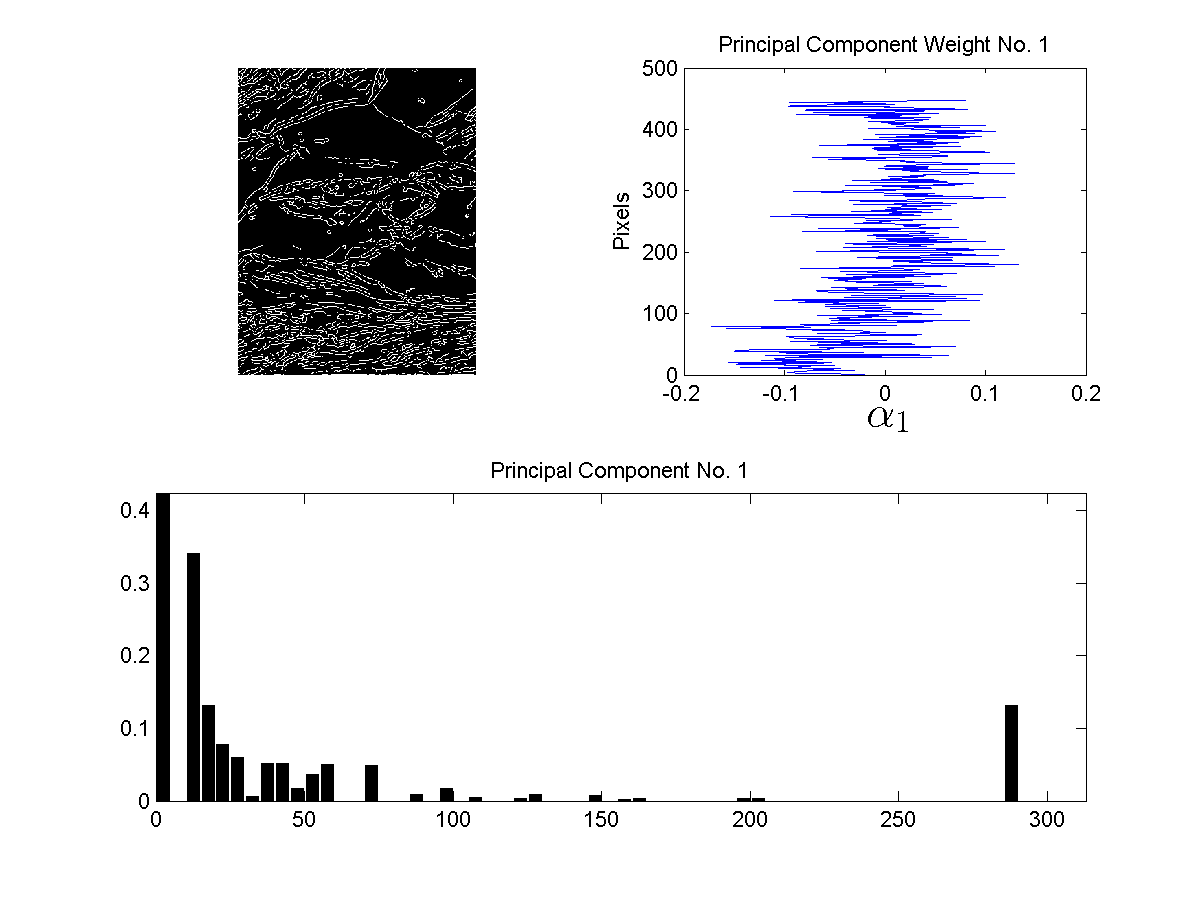 Principal Component Weight No. 1
500
400
300
200
100
0
Pixels
-0.2 -0.1 0 0.1 0.2
α1
Principal Component No. 1
0.4
0.3
0.2
0.1
0
0 50 100 150 200 250 300